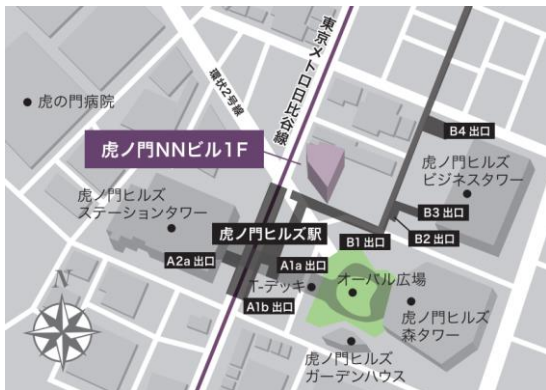 東京メトロ日比谷線
環状2号線
虎の門病院
虎ノ門NNビル1F
B4 出口
虎ノ門ヒルズ
ビジネスタワー
虎ノ門ヒルズ
ステーションタワー
B3 出口
虎ノ門ヒルズ駅
B1 出口
B2 出口
A2a 出口
A1a 出口
T-デッキ
オーバル広場
A1b 出口
虎ノ門ヒルズ
森タワー
虎ノ門ヒルズ
ガーデンハウス
N